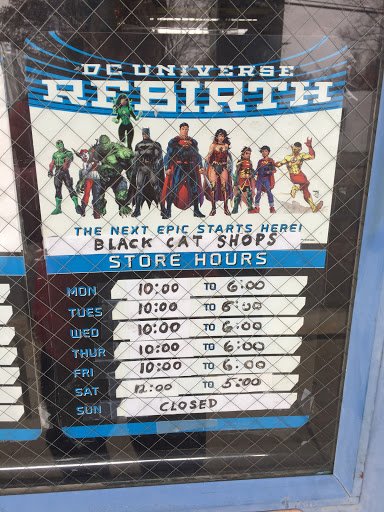 DC UNIVERSE
REBIRTH
THE NEXT EPIC STARTS HERE!
BLACK CAT SHOPS
STORE HOURS
MON 10:00 TO 6:00
TUES 10:00 TO 6:00
WED 10:00 TO 6:00
THUR 10:00 TO 6:00
FRI 10:00 TO 6:00
SAT 12:00 TO 5:00
SUN CLOSED